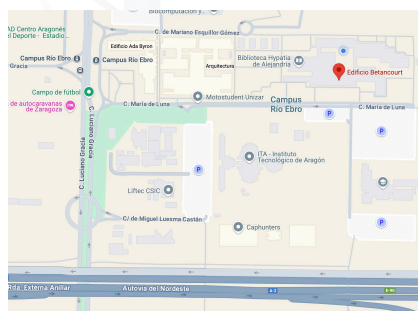 Biocomputación y...
AD Centro Aragonés
del Deporte - Estadio...
C. de Mariano Esquillor Gómez
Edificio Ada Byron
Campus Río Ebro
Gracia
Campus Río Ebro
Arquitectura
Biblioteca Hypatia
de Alejandría
Edificio Betancourt
Campo de fútbol
Motostudent Unizar
Campus
Río Ebro
de autocaravanas
de Zaragoza
C. María de Luna
C. María de Luna
P
P
C. Luciano Gracia
C. Luciano Gracia
ITA - Instituto
Tecnológico de Aragón
P
Liftec CSIC
C/ de Miguel Luesma Castán
Caphunters
P
Rda. Externa Anillar
Autovía del Nordeste
A-2
E-90